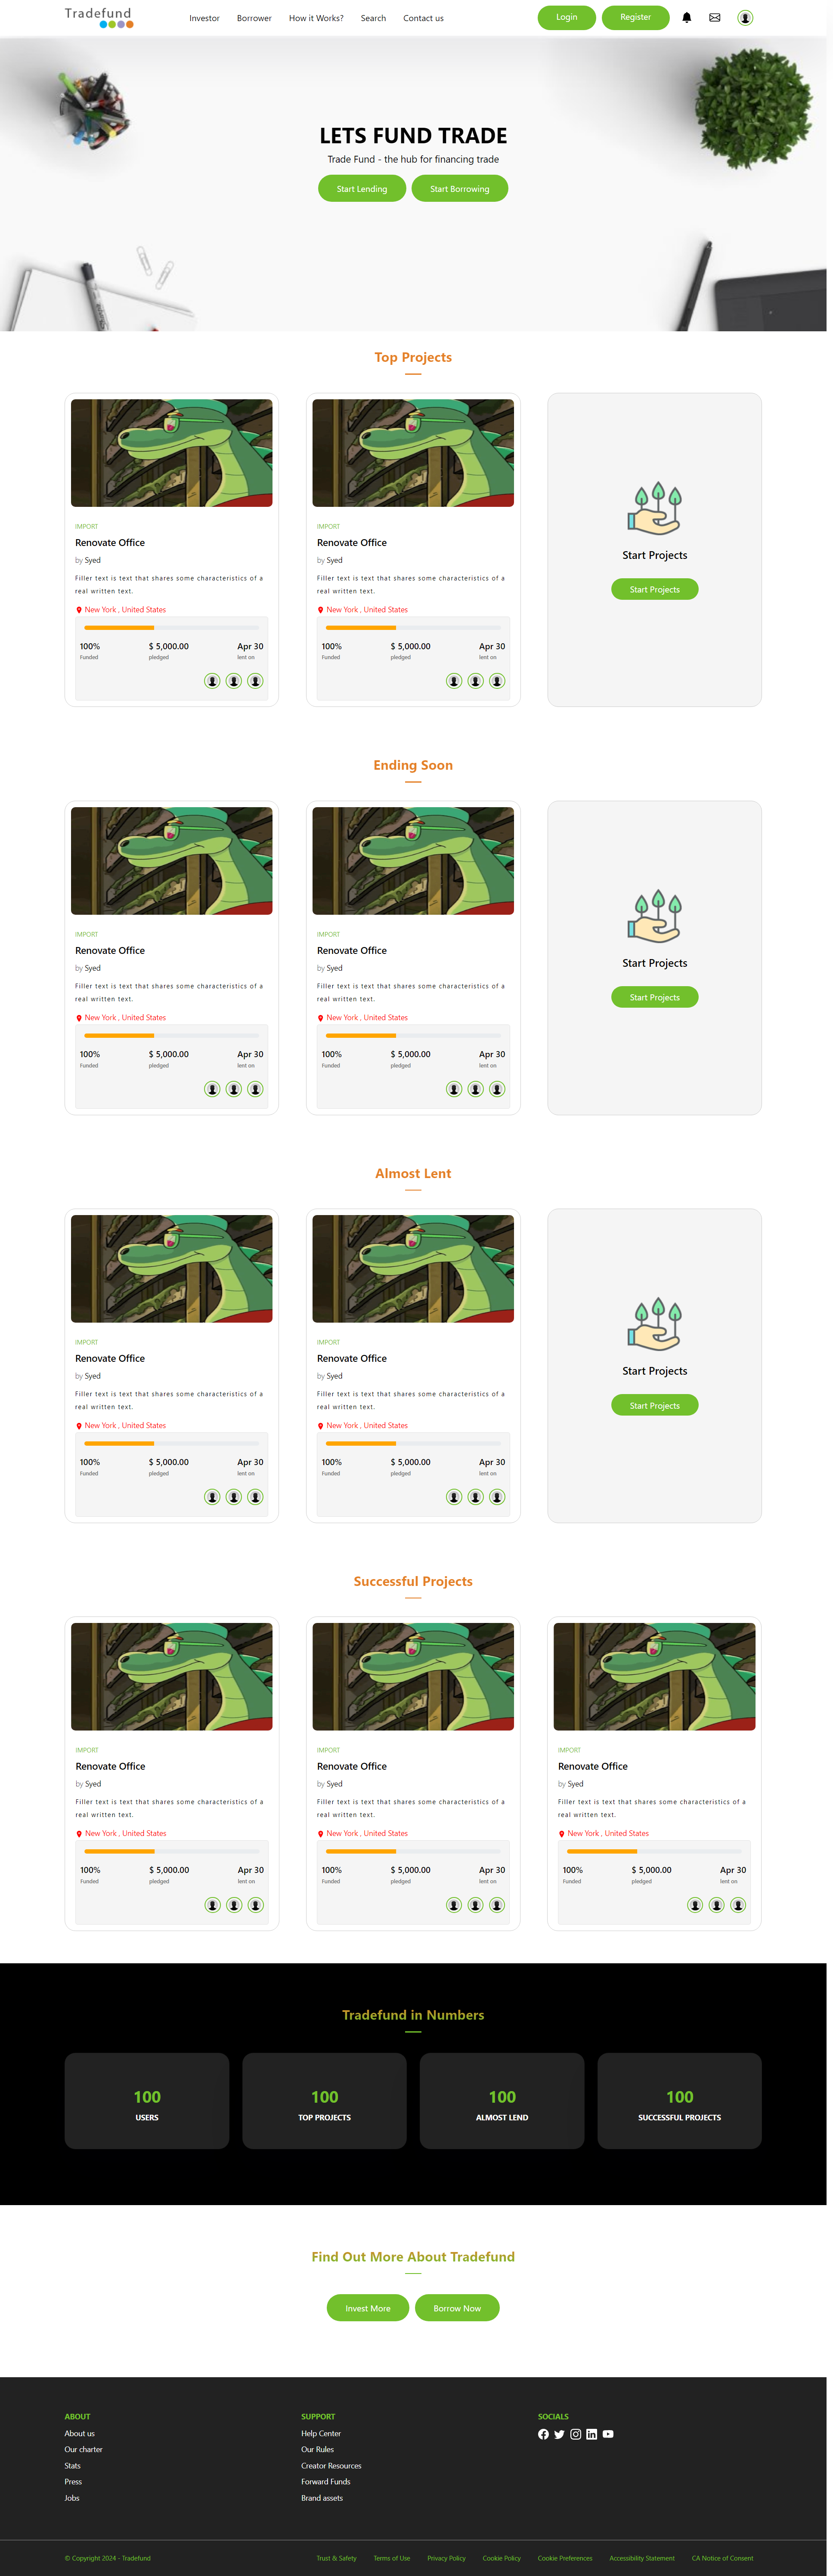 Tradefund
Investor Borrower How it Works? Search Contact us Login Register
LETS FUND TRADE
Trade Fund - the hub for financing trade
Start Lending Start Borrowing
Top Projects
IMPORT
Renovate Office
by Syed
Filler text is text that shares some characteristics of a
real written text.
New York , United States
100% $ 5,000.00 Apr 30
Funded pledged lent on
IMPORT
Renovate Office
by Syed
Filler text is text that shares some characteristics of a
real written text.
New York , United States
100% $ 5,000.00 Apr 30
Funded pledged lent on
Start Projects
Start Projects
Ending Soon
IMPORT
Renovate Office
by Syed
Filler text is text that shares some characteristics of a
real written text.
New York , United States
100% $ 5,000.00 Apr 30
Funded pledged lent on
IMPORT
Renovate Office
by Syed
Filler text is text that shares some characteristics of a
real written text.
New York , United States
100% $ 5,000.00 Apr 30
Funded pledged lent on
Start Projects
Start Projects
Almost Lent
IMPORT
Renovate Office
by Syed
Filler text is text that shares some characteristics of a
real written text.
New York , United States
100% $ 5,000.00 Apr 30
Funded pledged lent on
IMPORT
Renovate Office
by Syed
Filler text is text that shares some characteristics of a
real written text.
New York , United States
100% $ 5,000.00 Apr 30
Funded pledged lent on
Start Projects
Start Projects
Successful Projects
IMPORT
Renovate Office
by Syed
Filler text is text that shares some characteristics of a
real written text.
New York , United States
100% $ 5,000.00 Apr 30
Funded pledged lent on
IMPORT
Renovate Office
by Syed
Filler text is text that shares some characteristics of a
real written text.
New York , United States
100% $ 5,000.00 Apr 30
Funded pledged lent on
IMPORT
Renovate Office
by Syed
Filler text is text that shares some characteristics of a
real written text.
New York , United States
100% $ 5,000.00 Apr 30
Funded pledged lent on
Tradefund in Numbers
100
USERS
100
TOP PROJECTS
100
ALMOST LEND
100
SUCCESSFUL PROJECTS
Find Out More About Tradefund
Invest More Borrow Now
ABOUT
About us
Our charter
Stats
Press
Jobs
SUPPORT
Help Center
Our Rules
Creator Resources
Forward Funds
Brand assets
SOCIALS
© Copyright 2024 - Tradefund
Trust & Safety Terms of Use Privacy Policy Cookie Policy Cookie Preferences Accessibility Statement CA Notice of Consent